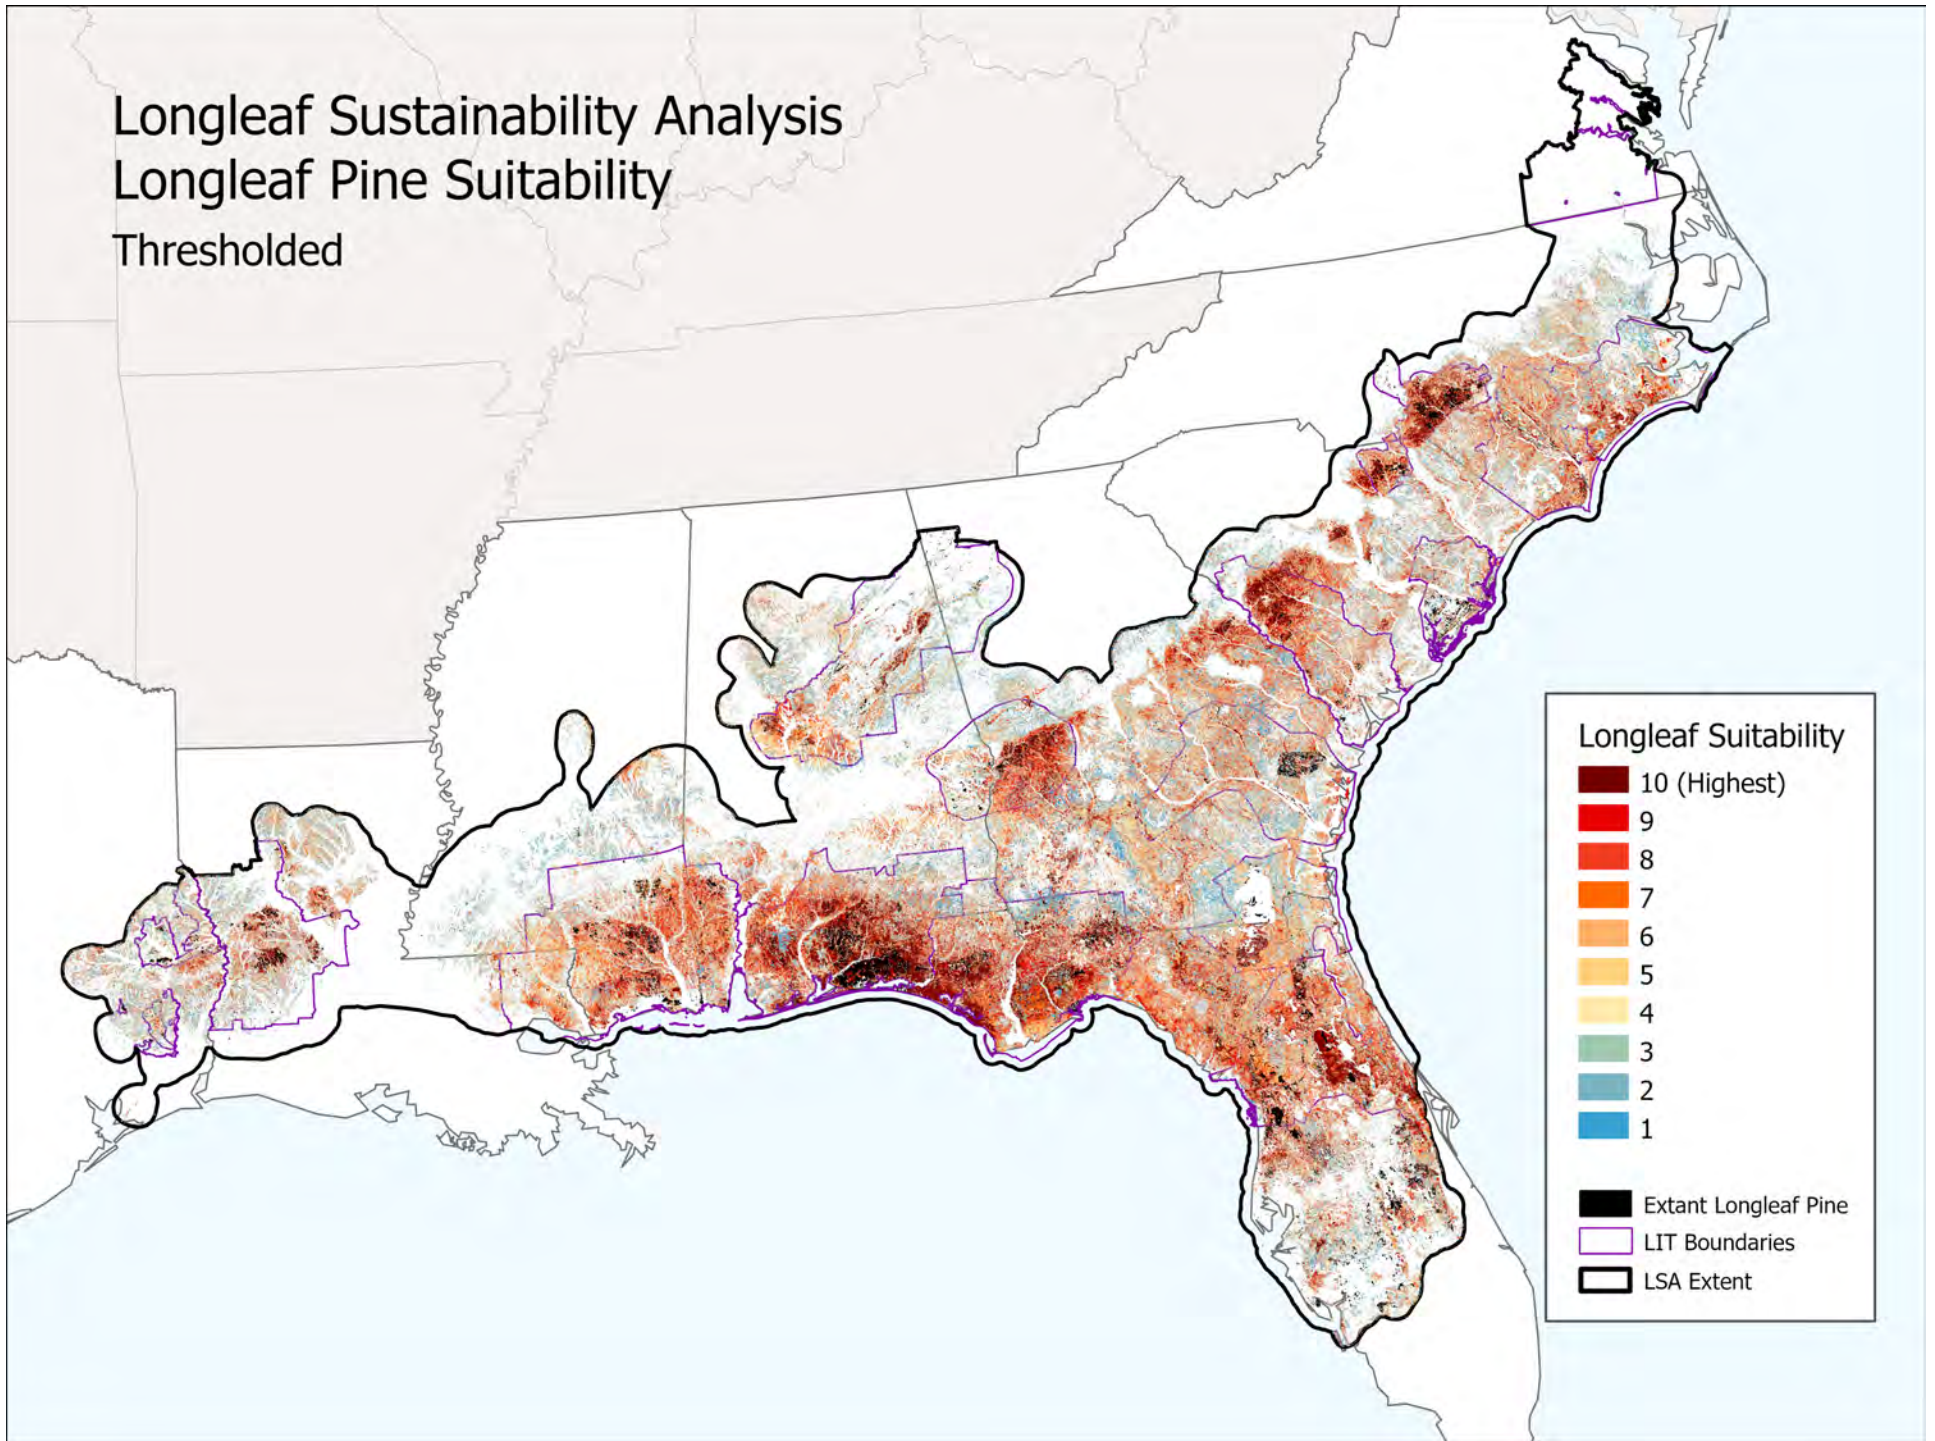 Longleaf Sustainability Analysis
Longleaf Pine Suitability
Thresholded
Longleaf Suitability
10 (Highest)
9
8
7
6
5
4
3
2
1
Extant Longleaf Pine
LIT Boundaries
LSA Extent